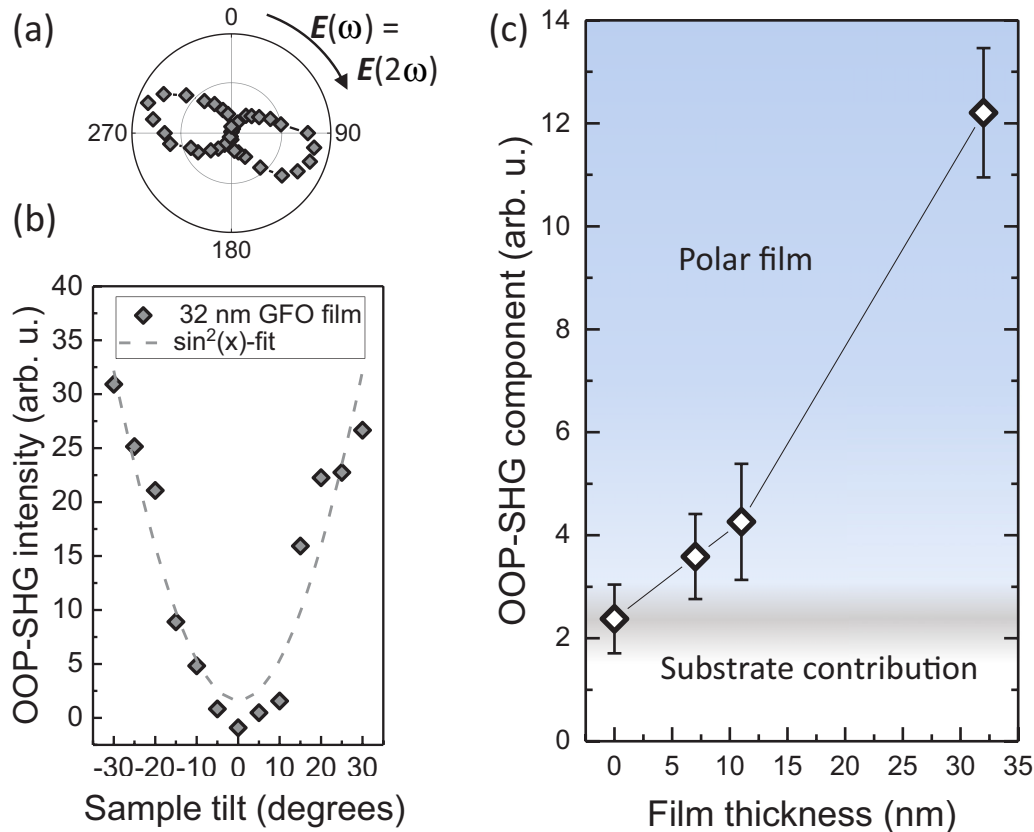 (a)
0
E(ω) =
E(2ω)
270
90
180
(b)
OOP-SHG intensity (arb. u.)
40
35
30
25
20
15
10
5
0
32 nm GFO film
sin²(x)-fit
-30 -20 -10 0 10 20 30
Sample tilt (degrees)
(c)
OOP-SHG component (arb. u.)
14
12
10
8
6
4
2
0
Polar film
Substrate contribution
0 5 10 15 20 25 30 35
Film thickness (nm)